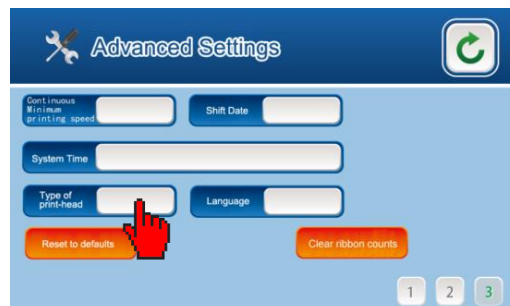 Advanced Settings
Continuous
Minimum
printing speed
Shift Date
System Time
Type of
print-head
Language
Reset to defaults
Clear ribbon counts
1 2 3